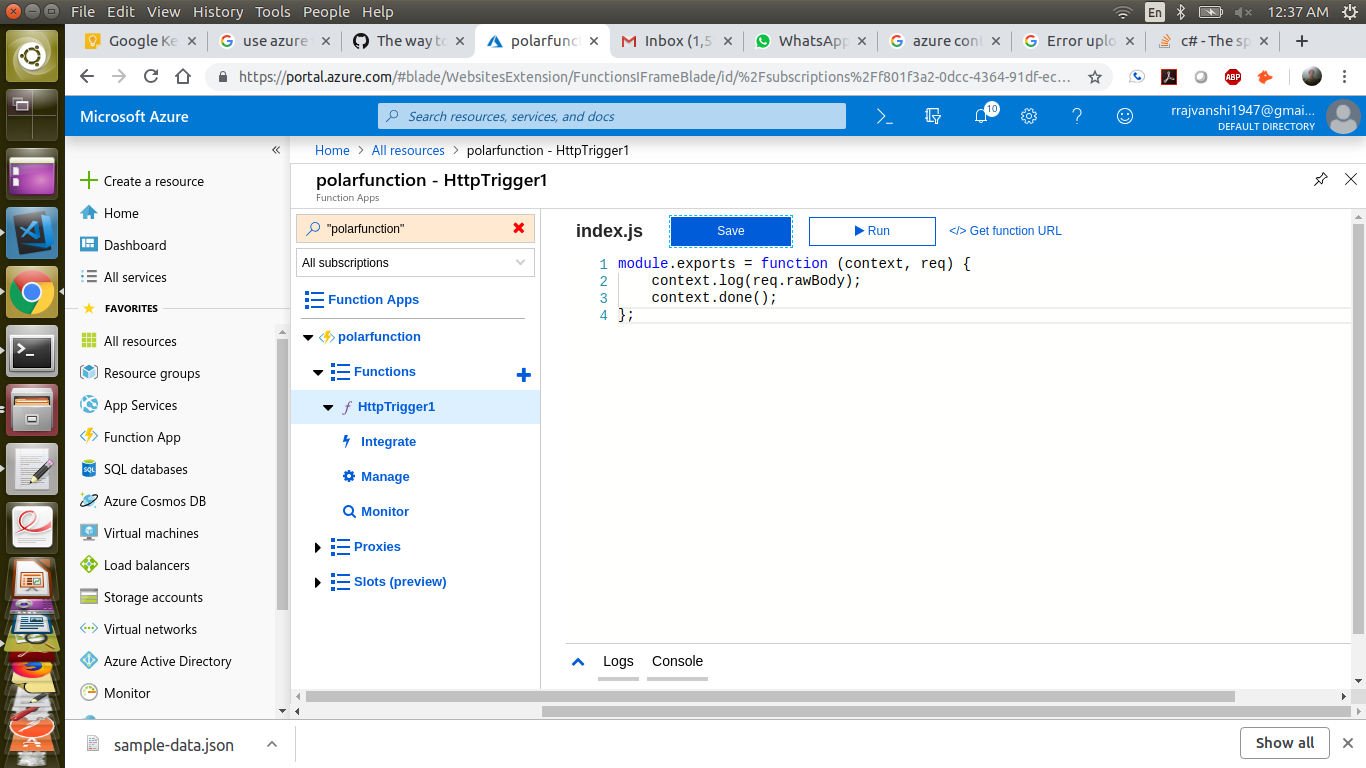 File Edit View History Tools People Help
En
12:37 AM
Google Ke
use azure
The way to
polarfunct
Inbox (1,5
WhatsApp
azure con
Error uplo
c# - The sp
https://portal.azure.com/#blade/WebsitesExtension/FunctionsIFrameBlade/id/%2Fsubscriptions%2Ff801f3a2-0dcc-4364-91df-ec...
ABP
Microsoft Azure
Search resources, services, and docs
10
rrajvanshi1947@gmai...
DEFAULT DIRECTORY
Home > All resources > polarfunction - HttpTrigger1
Create a resource
Home
Dashboard
All services
FAVORITES
All resources
Resource groups
App Services
Function App
SQL databases
Azure Cosmos DB
Virtual machines
Load balancers
Storage accounts
Virtual networks
Azure Active Directory
Monitor
polarfunction - HttpTrigger1
Function Apps
"polarfunction"
All subscriptions
Function Apps
polarfunction
Functions
HttpTrigger1
Integrate
Manage
Monitor
Proxies
Slots (preview)
index.js
Save
Run
</> Get function URL
1 module.exports = function (context, req) {
2 context.log(req.rawBody);
3 context.done();
4 };
Logs
Console
sample-data.json
Show all